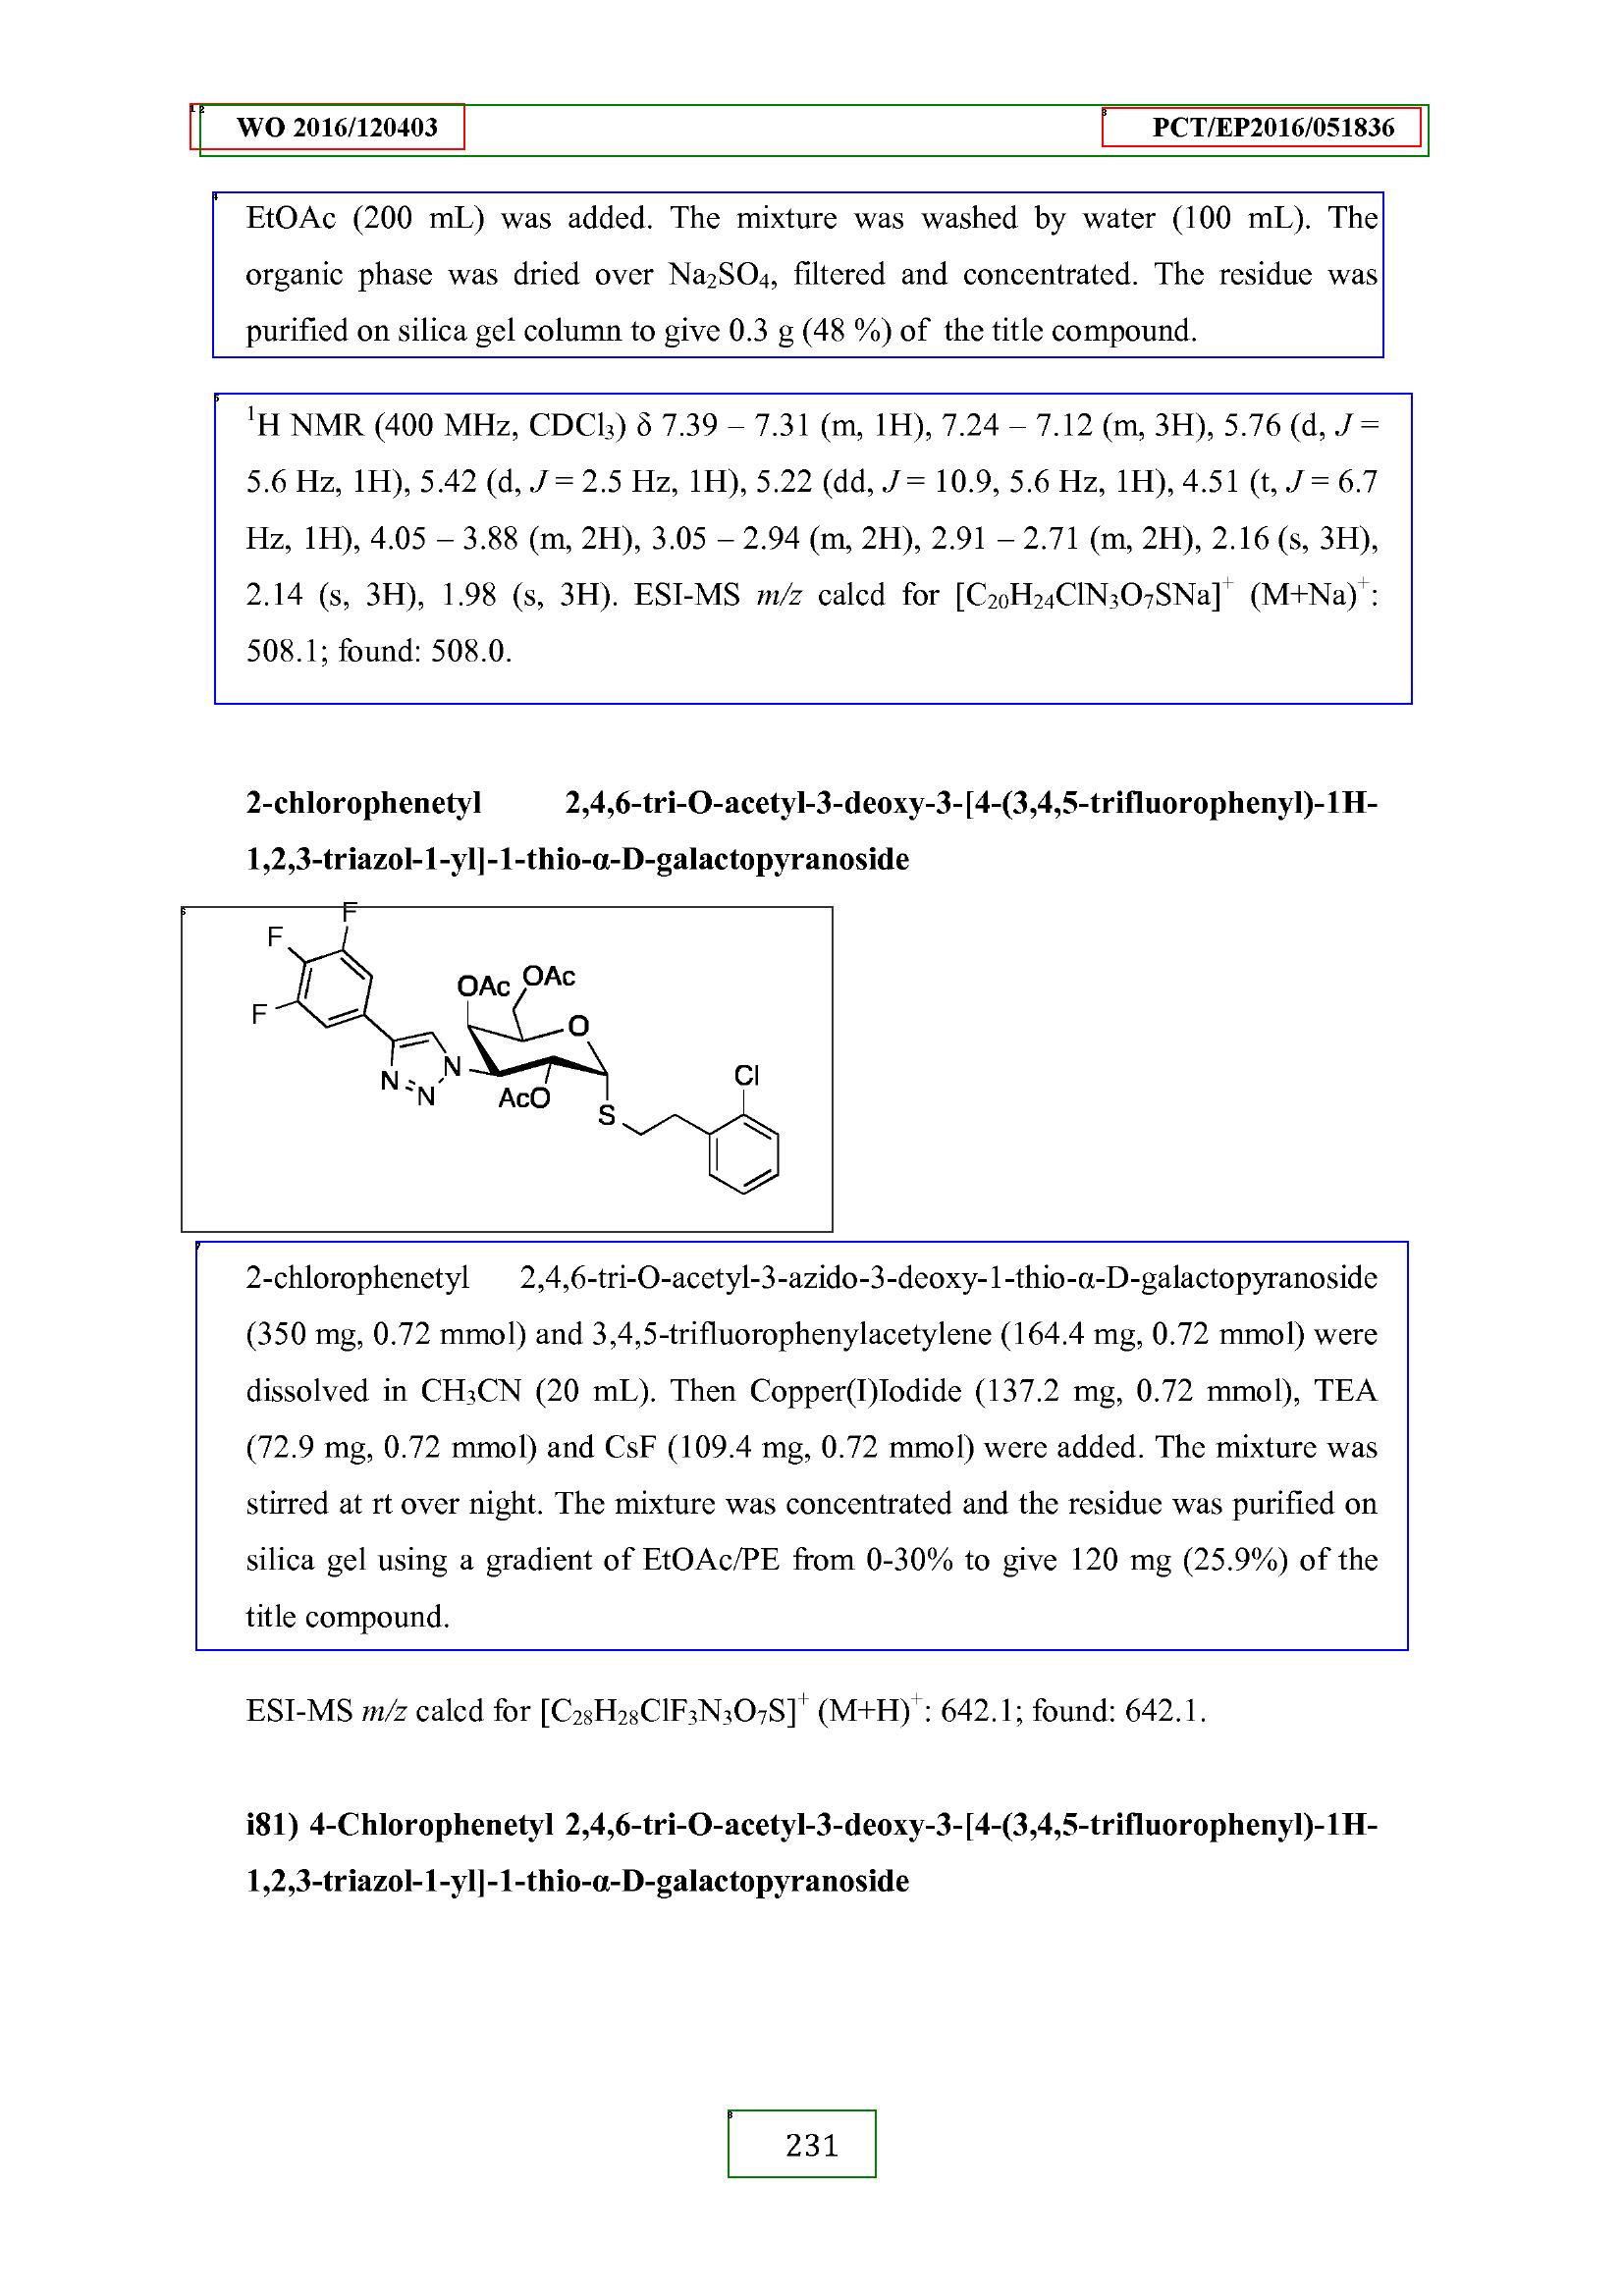 WO 2016/120403 PCT/EP2016/051836
EtOAc (200 mL) was added. The mixture was washed by water (100 mL). The
organic phase was dried over Na₂SO₄, filtered and concentrated. The residue was
purified on silica gel column to give 0.3 g (48 %) of the title compound.
¹H NMR (400 MHz, CDCl₃) δ 7.39 – 7.31 (m, 1H), 7.24 – 7.12 (m, 3H), 5.76 (d, J =
5.6 Hz, 1H), 5.42 (d, J = 2.5 Hz, 1H), 5.22 (dd, J = 10.9, 5.6 Hz, 1H), 4.51 (t, J = 6.7
Hz, 1H), 4.05 – 3.88 (m, 2H), 3.05 – 2.94 (m, 2H), 2.91 – 2.71 (m, 2H), 2.16 (s, 3H),
2.14 (s, 3H), 1.98 (s, 3H). ESI-MS m/z calcd for [C₂₀H₂₄ClN₃O₇SNa]⁺ (M+Na)⁺:
508.1; found: 508.0.
2-chlorophenetyl 2,4,6-tri-O-acetyl-3-deoxy-3-[4-(3,4,5-trifluorophenyl)-1H-
1,2,3-triazol-1-yl]-1-thio-α-D-galactopyranoside
F
F
F
OAc
OAc
O
N
N
N
AcO
S
Cl
2-chlorophenetyl 2,4,6-tri-O-acetyl-3-azido-3-deoxy-1-thio-α-D-galactopyranoside
(350 mg, 0.72 mmol) and 3,4,5-trifluorophenylacetylene (164.4 mg, 0.72 mmol) were
dissolved in CH₃CN (20 mL). Then Copper(I)Iodide (137.2 mg, 0.72 mmol), TEA
(72.9 mg, 0.72 mmol) and CsF (109.4 mg, 0.72 mmol) were added. The mixture was
stirred at rt over night. The mixture was concentrated and the residue was purified on
silica gel using a gradient of EtOAc/PE from 0-30% to give 120 mg (25.9%) of the
title compound.
ESI-MS m/z calcd for [C₂₈H₂₈ClF₃N₃O₇S]⁺ (M+H)⁺: 642.1; found: 642.1.
i81) 4-Chlorophenetyl 2,4,6-tri-O-acetyl-3-deoxy-3-[4-(3,4,5-trifluorophenyl)-1H-
1,2,3-triazol-1-yl]-1-thio-α-D-galactopyranoside
231